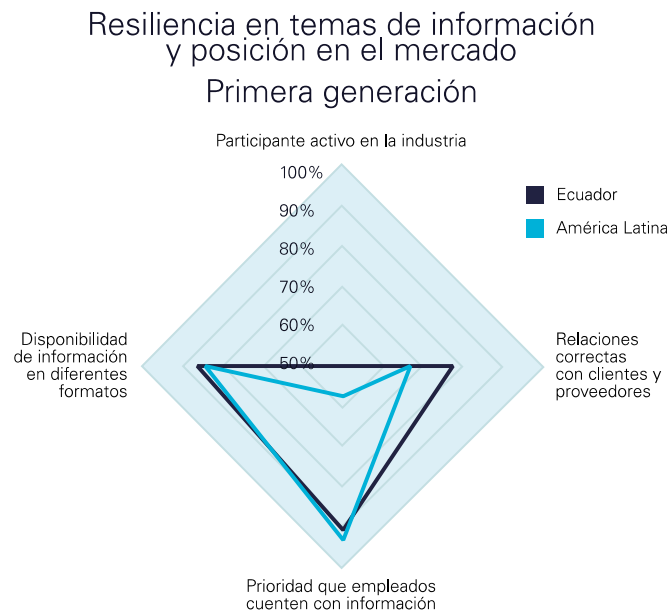 Resiliencia en temas de información
y posición en el mercado
Primera generación
Participante activo en la industria
100%
90%
80%
70%
60%
50%
Ecuador
América Latina
Disponibilidad
de información
en diferentes
formatos
Relaciones
correctas
con clientes y
proveedores
Prioridad que empleados
cuenten con información